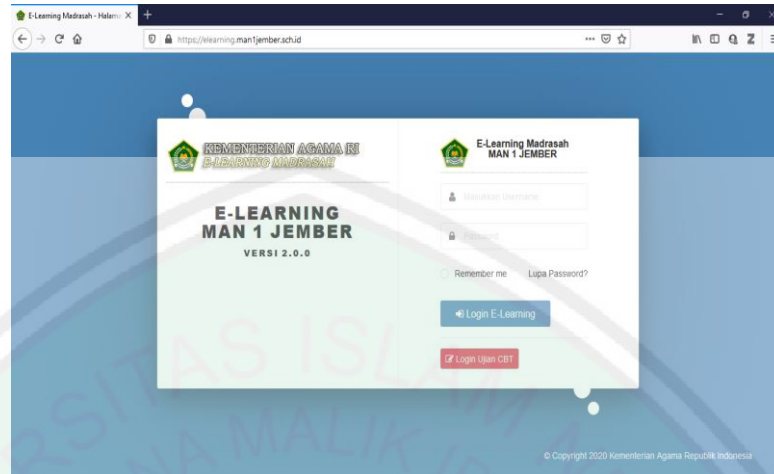 E-Learning Madrasah - Halama
https://elearning.man1jember.sch.id
KEMENTERIAN AGAMA RI
E-LEARNING MADRASAH
E-LEARNING
MAN 1 JEMBER
VERSI 2.0.0
E-Learning Madrasah
MAN 1 JEMBER
Masukkan Username
Password
Remember me Lupa Password?
Login E-Learning
Login Ujian CBT
© Copyright 2020 Kementerian Agama Republik Indonesia